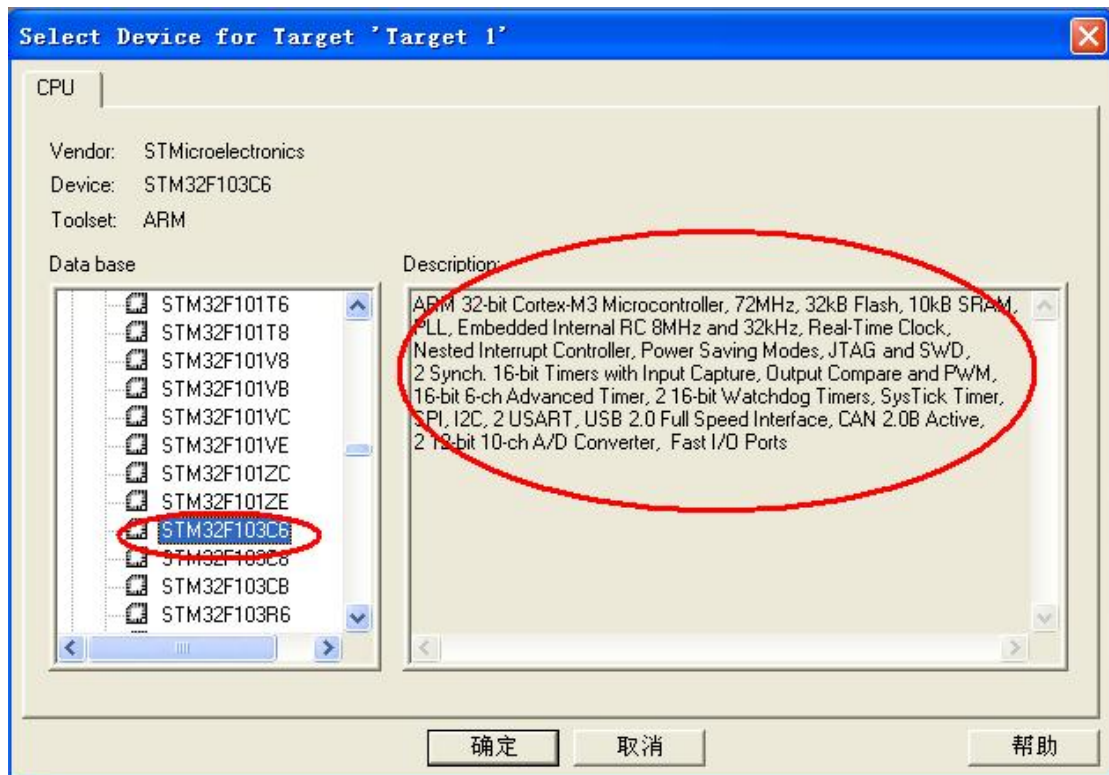 Select Device for Target 'Target 1'
CPU
Vendor: STMicroelectronics
Device: STM32F103C6
Toolset: ARM
Data base
STM32F101T6
STM32F101T8
STM32F101V8
STM32F101VB
STM32F101VC
STM32F101VE
STM32F101ZC
STM32F101ZE
STM32F103C6
STM32F103C8
STM32F103CB
STM32F103R6
Description:
ARM 32-bit Cortex-M3 Microcontroller, 72MHz, 32kB Flash, 10kB SRAM,
PLL, Embedded Internal RC 8MHz and 32kHz, Real-Time Clock,
Nested Interrupt Controller, Power Saving Modes, JTAG and SWD,
2 Synch. 16-bit Timers with Input Capture, Output Compare and PWM,
16-bit 6-ch Advanced Timer, 2 16-bit Watchdog Timers, SysTick Timer,
SPI, I2C, 2 USART, USB 2.0 Full Speed Interface, CAN 2.0B Active,
2 12-bit 10-ch A/D Converter, Fast I/O Ports
确定 取消 帮助